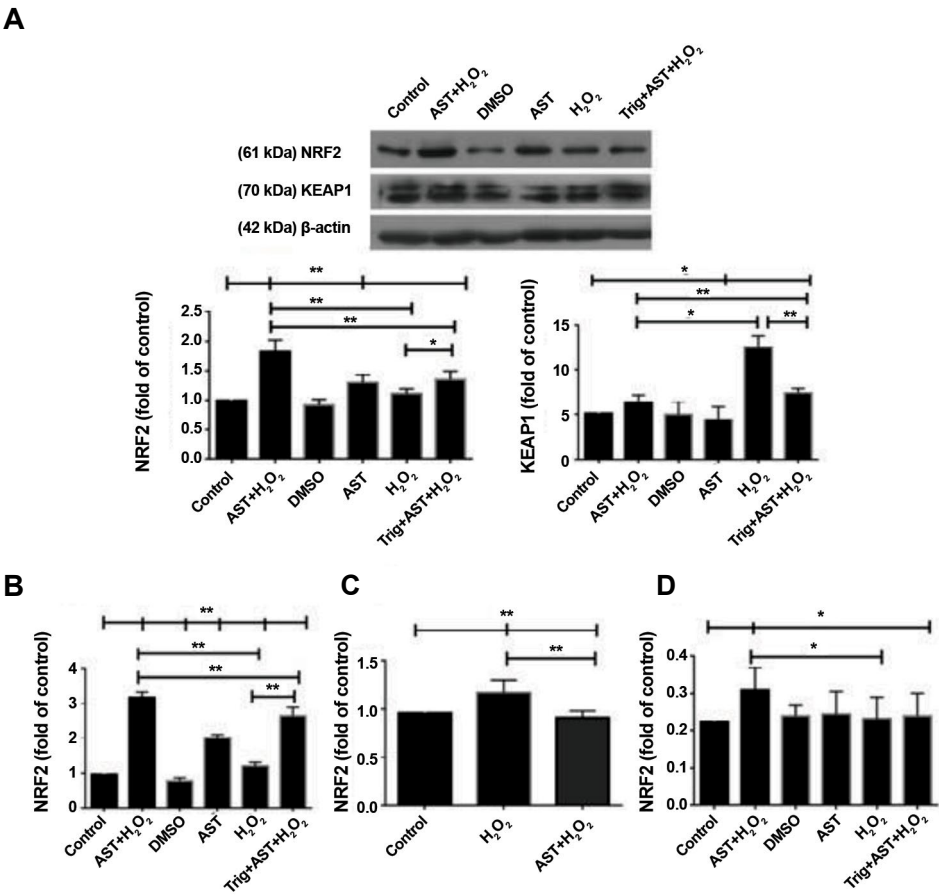 A
Control
AST+H₂O₂
DMSO
AST
H₂O₂
Trig+AST+H₂O₂
(61 kDa) NRF2
(70 kDa) KEAP1
(42 kDa) β-actin
**
**
**
*
NRF2 (fold of control)
2.5
2.0
1.5
1.0
0.5
0.0
Control
AST+H₂O₂
DMSO
AST
H₂O₂
Trig+AST+H₂O₂
*
**
*
**
KEAP1 (fold of control)
15
10
5
0
Control
AST+H₂O₂
DMSO
AST
H₂O₂
Trig+AST+H₂O₂
B
**
**
**
**
NRF2 (fold of control)
4
3
2
1
0
Control
AST+H₂O₂
DMSO
AST
H₂O₂
Trig+AST+H₂O₂
C
**
**
NRF2 (fold of control)
1.5
1.0
0.5
0.0
Control
H₂O₂
AST+H₂O₂
D
*
*
NRF2 (fold of control)
0.4
0.3
0.2
0.1
0.0
Control
AST+H₂O₂
DMSO
AST
H₂O₂
Trig+AST+H₂O₂